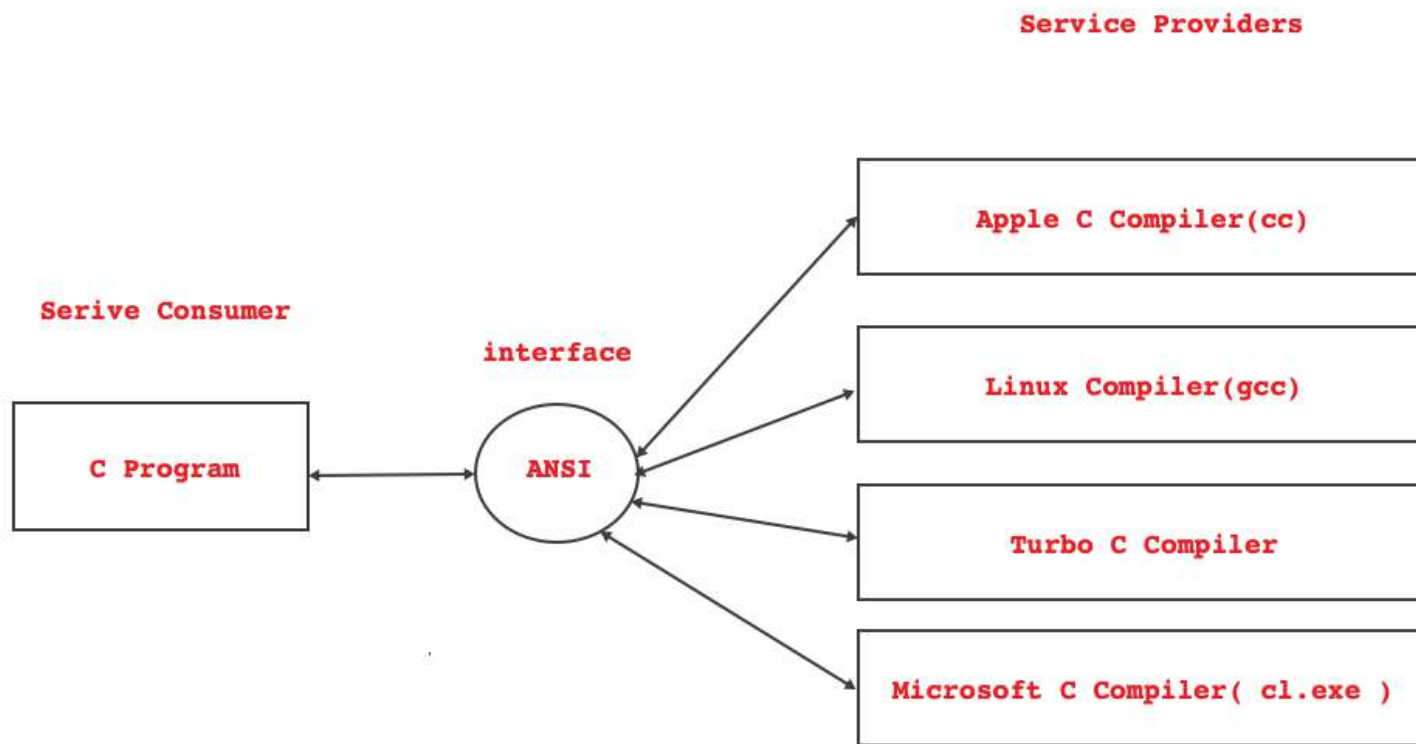 Service Providers
Apple C Compiler(cc)
Serive Consumer
interface
Linux Compiler(gcc)
C Program
ANSI
Turbo C Compiler
Microsoft C Compiler( cl.exe )